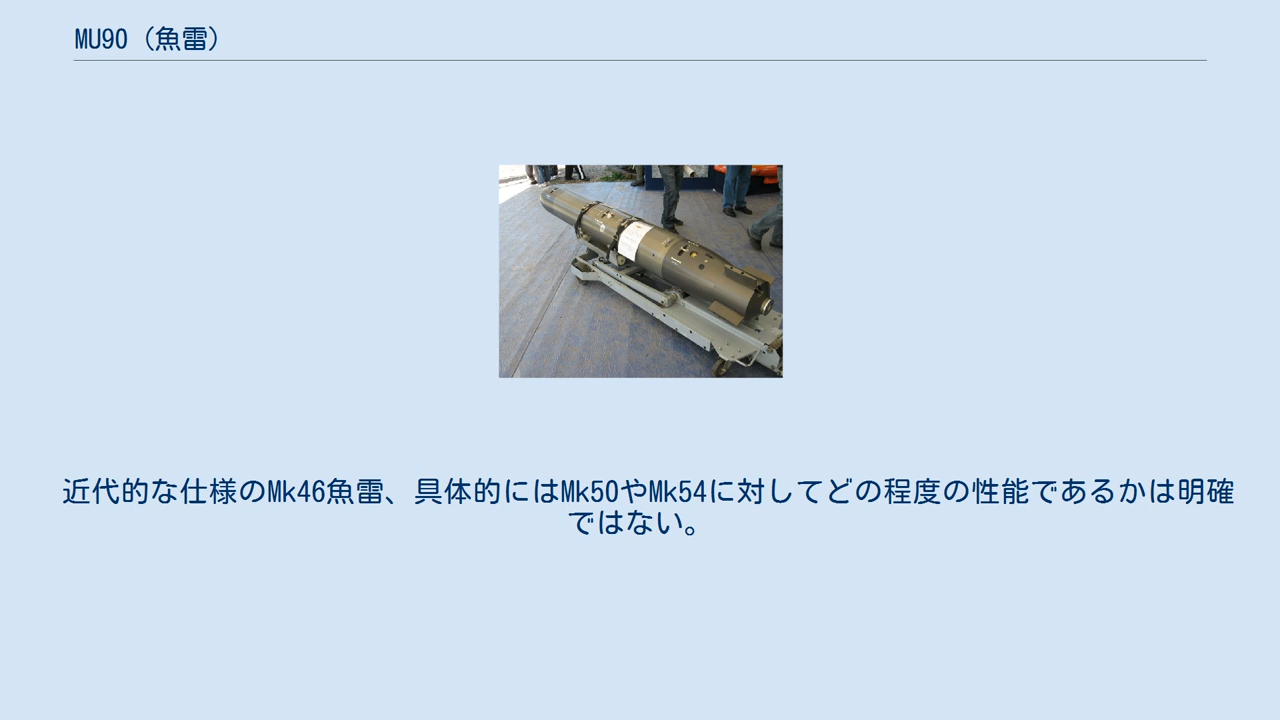 MU90（魚雷）
近代的な仕様のMk46魚雷、具体的にはMk50やMk54に対してどの程度の性能であるかは明確
ではない。